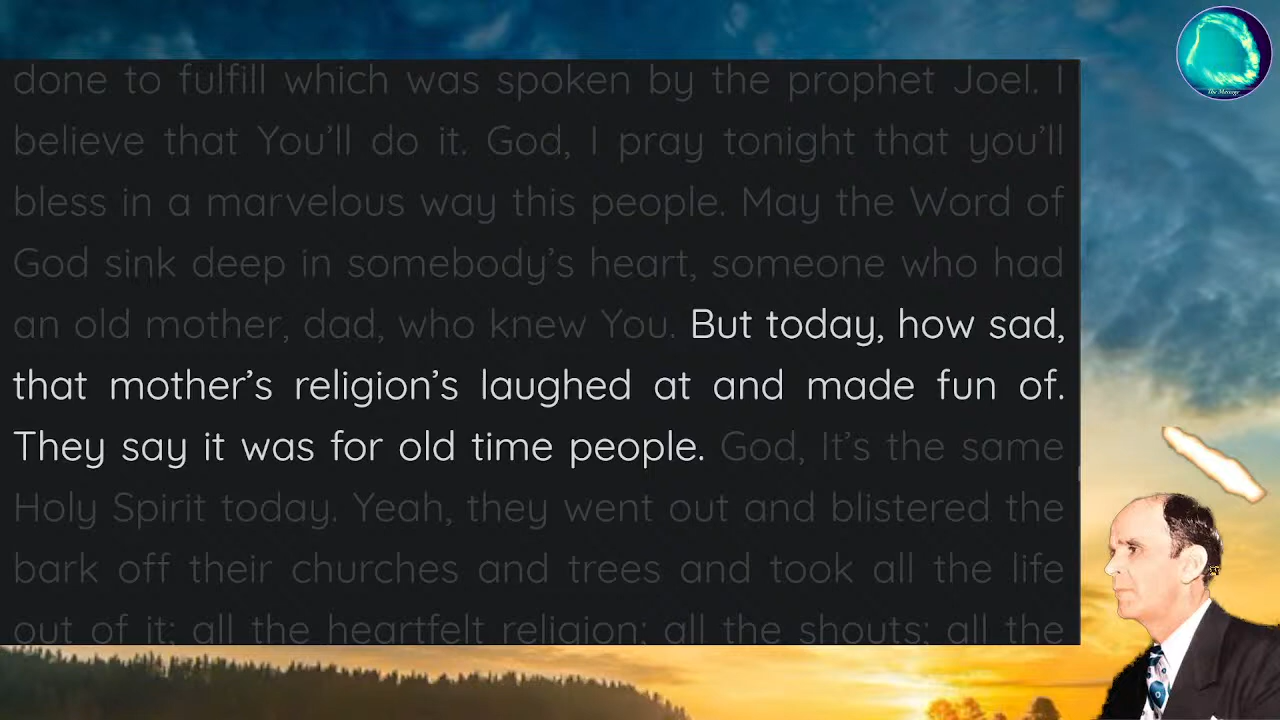 done to fulfill which was spoken by the prophet Joel. I
believe that You’ll do it. God, I pray tonight that you’ll
bless in a marvelous way this people. May the Word of
God sink deep in somebody’s heart, someone who had
an old mother, dad, who knew You. But today, how sad,
that mother’s religion’s laughed at and made fun of.
They say it was for old time people. God, It’s the same
Holy Spirit today. Yeah, they went out and blistered the
bark off their churches and trees and took all the life
out of it; all the heartfelt religion; all the shouts; all the
The Message